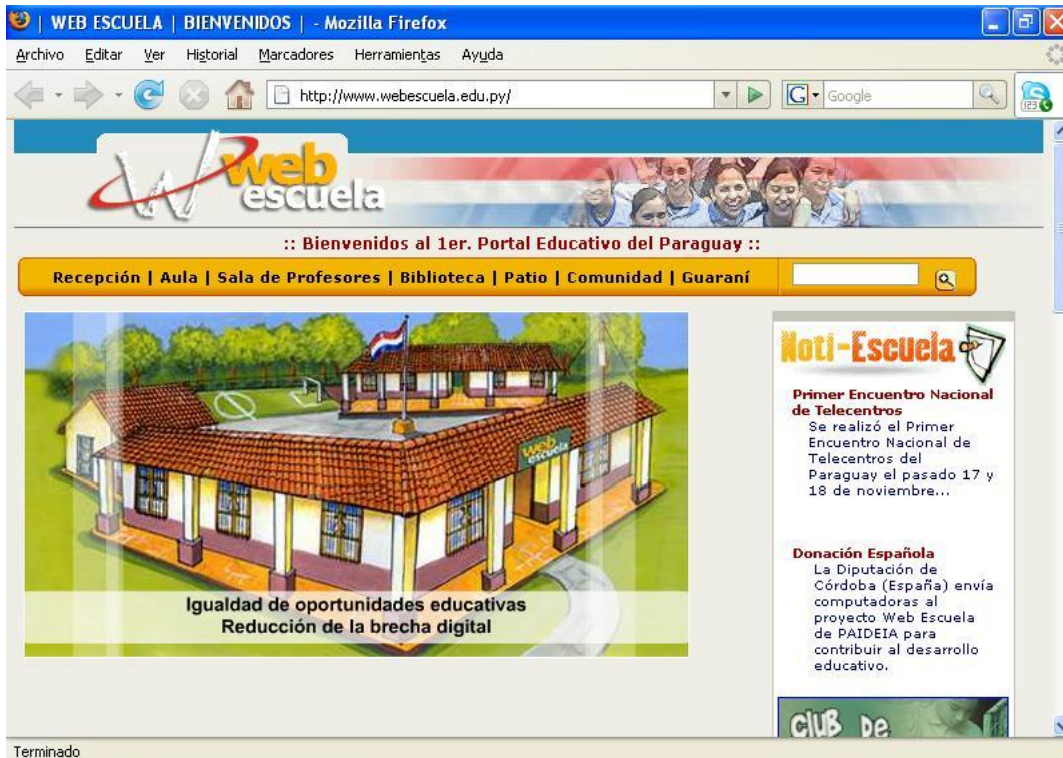 | WEB ESCUELA | BIENVENIDOS | - Mozilla Firefox
Archivo Editar Ver Historial Marcadores Herramientas Ayuda
http://www.webescuela.edu.py/
G Google
web
escuela
:: Bienvenidos al 1er. Portal Educativo del Paraguay ::
Recepción | Aula | Sala de Profesores | Biblioteca | Patio | Comunidad | Guaraní
web
escuela
Igualdad de oportunidades educativas
Reducción de la brecha digital
Noti-Escuela
Primer Encuentro Nacional
de Telecentros
Se realizó el Primer
Encuentro Nacional de
Telecentros del
Paraguay el pasado 17 y
18 de noviembre...
Donación Española
La Diputación de
Córdoba (España) envía
computadoras al
proyecto Web Escuela
de PAIDEIA para
contribuir al desarrollo
educativo.
CLUB DE
Terminado